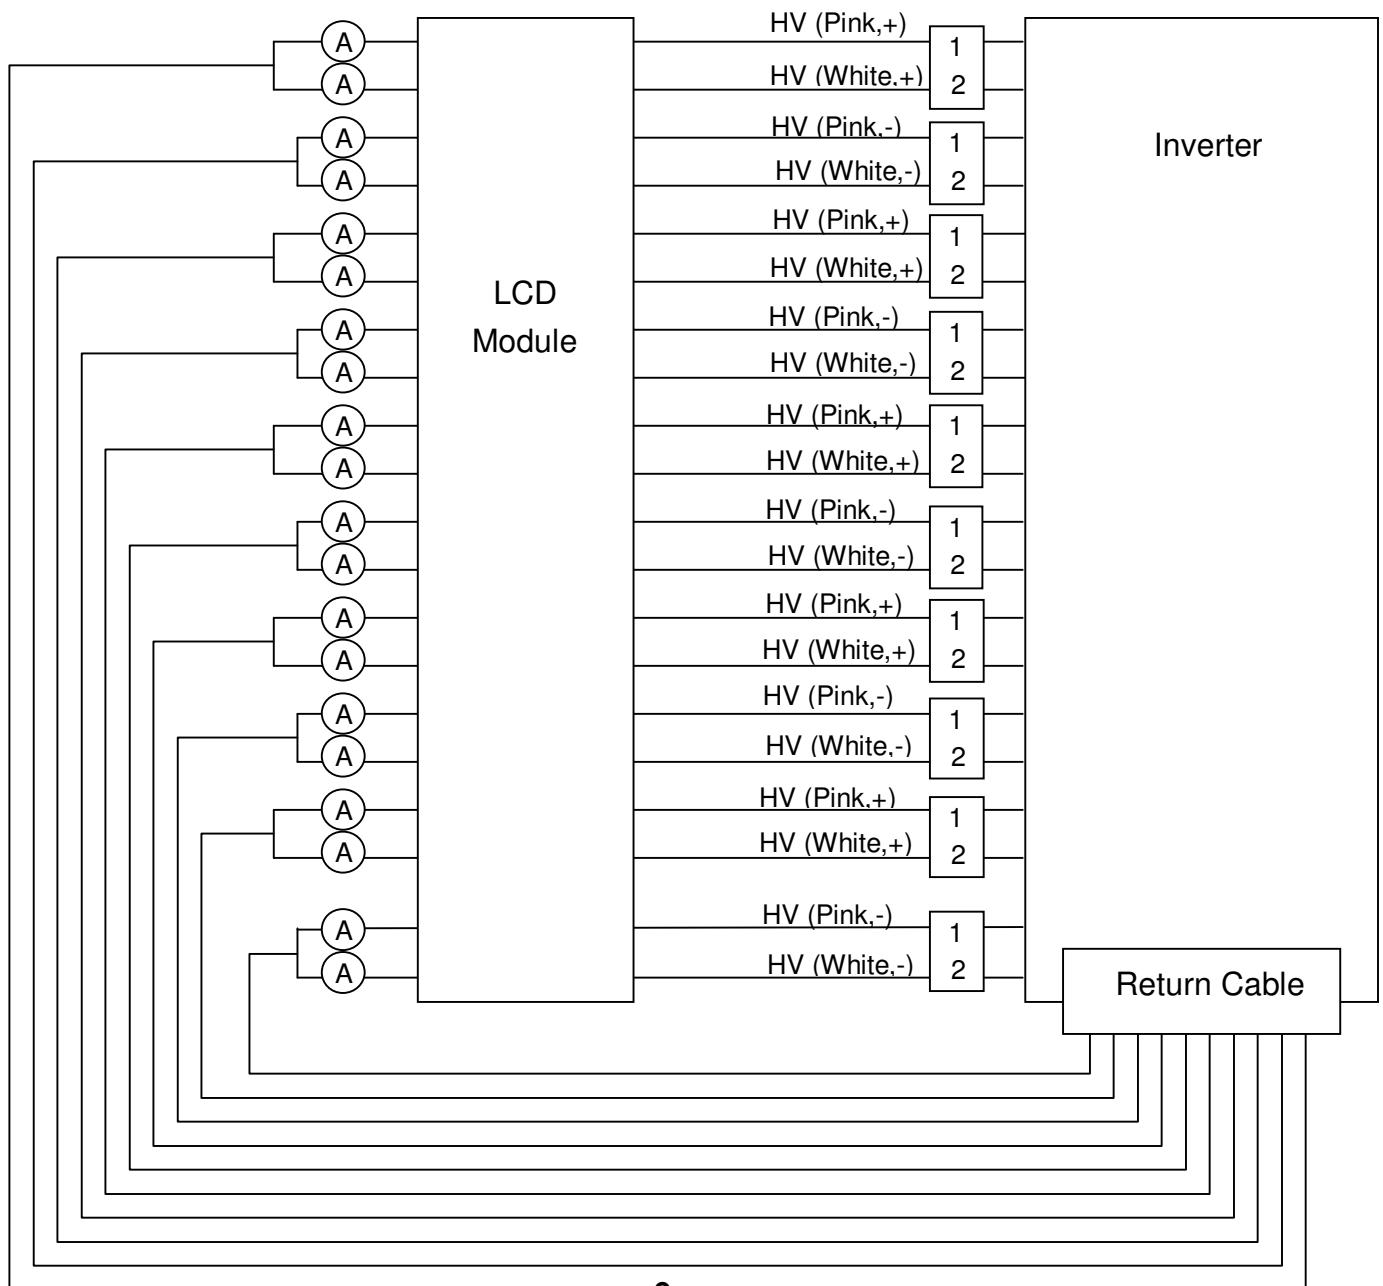 HV (Pink,+)
A
1
HV (White,+)
A
2
HV (Pink,-)
A
1
Inverter
HV (White,-)
A
2
HV (Pink,+)
A
1
HV (White,+)
A
2
LCD
HV (Pink,-)
A
1
Module
HV (White,-)
A
2
HV (Pink,+)
A
1
HV (White,+)
A
2
HV (Pink,-)
A
1
HV (White,-)
A
2
HV (Pink,+)
A
1
HV (White,+)
A
2
HV (Pink,-)
A
1
HV (White,-)
A
2
HV (Pink,+)
A
1
HV (White,+)
A
2
HV (Pink,-)
A
1
HV (White,-)
A
2
Return Cable